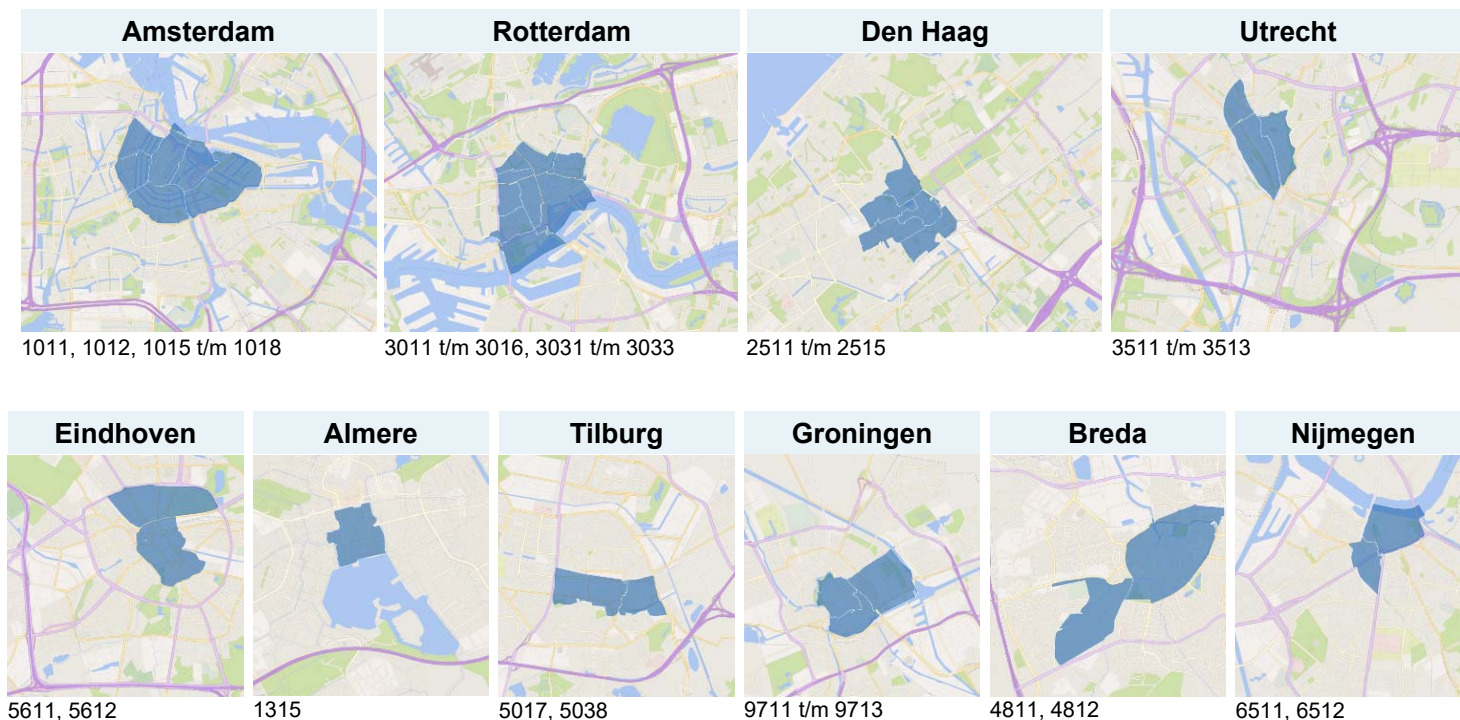 Amsterdam
Rotterdam
Den Haag
Utrecht
1011, 1012, 1015 t/m 1018
3011 t/m 3016, 3031 t/m 3033
2511 t/m 2515
3511 t/m 3513
Eindhoven
Almere
Tilburg
Groningen
Breda
Nijmegen
5611, 5612
1315
5017, 5038
9711 t/m 9713
4811, 4812
6511, 6512